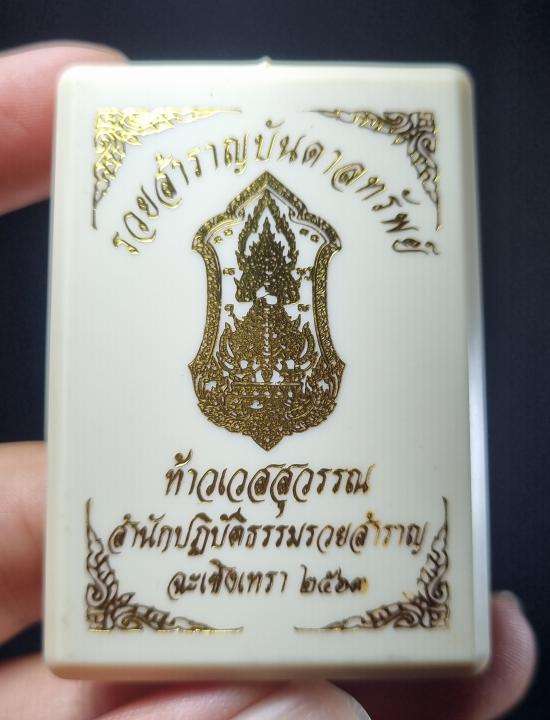 รวยสำราญบันดาลทรัพย์
ท้าวเวสสุวรรณ
สำนักปฏิบัติธรรมรวยสำราญ
ฉะเชิงเทรา ๒๕๖๓